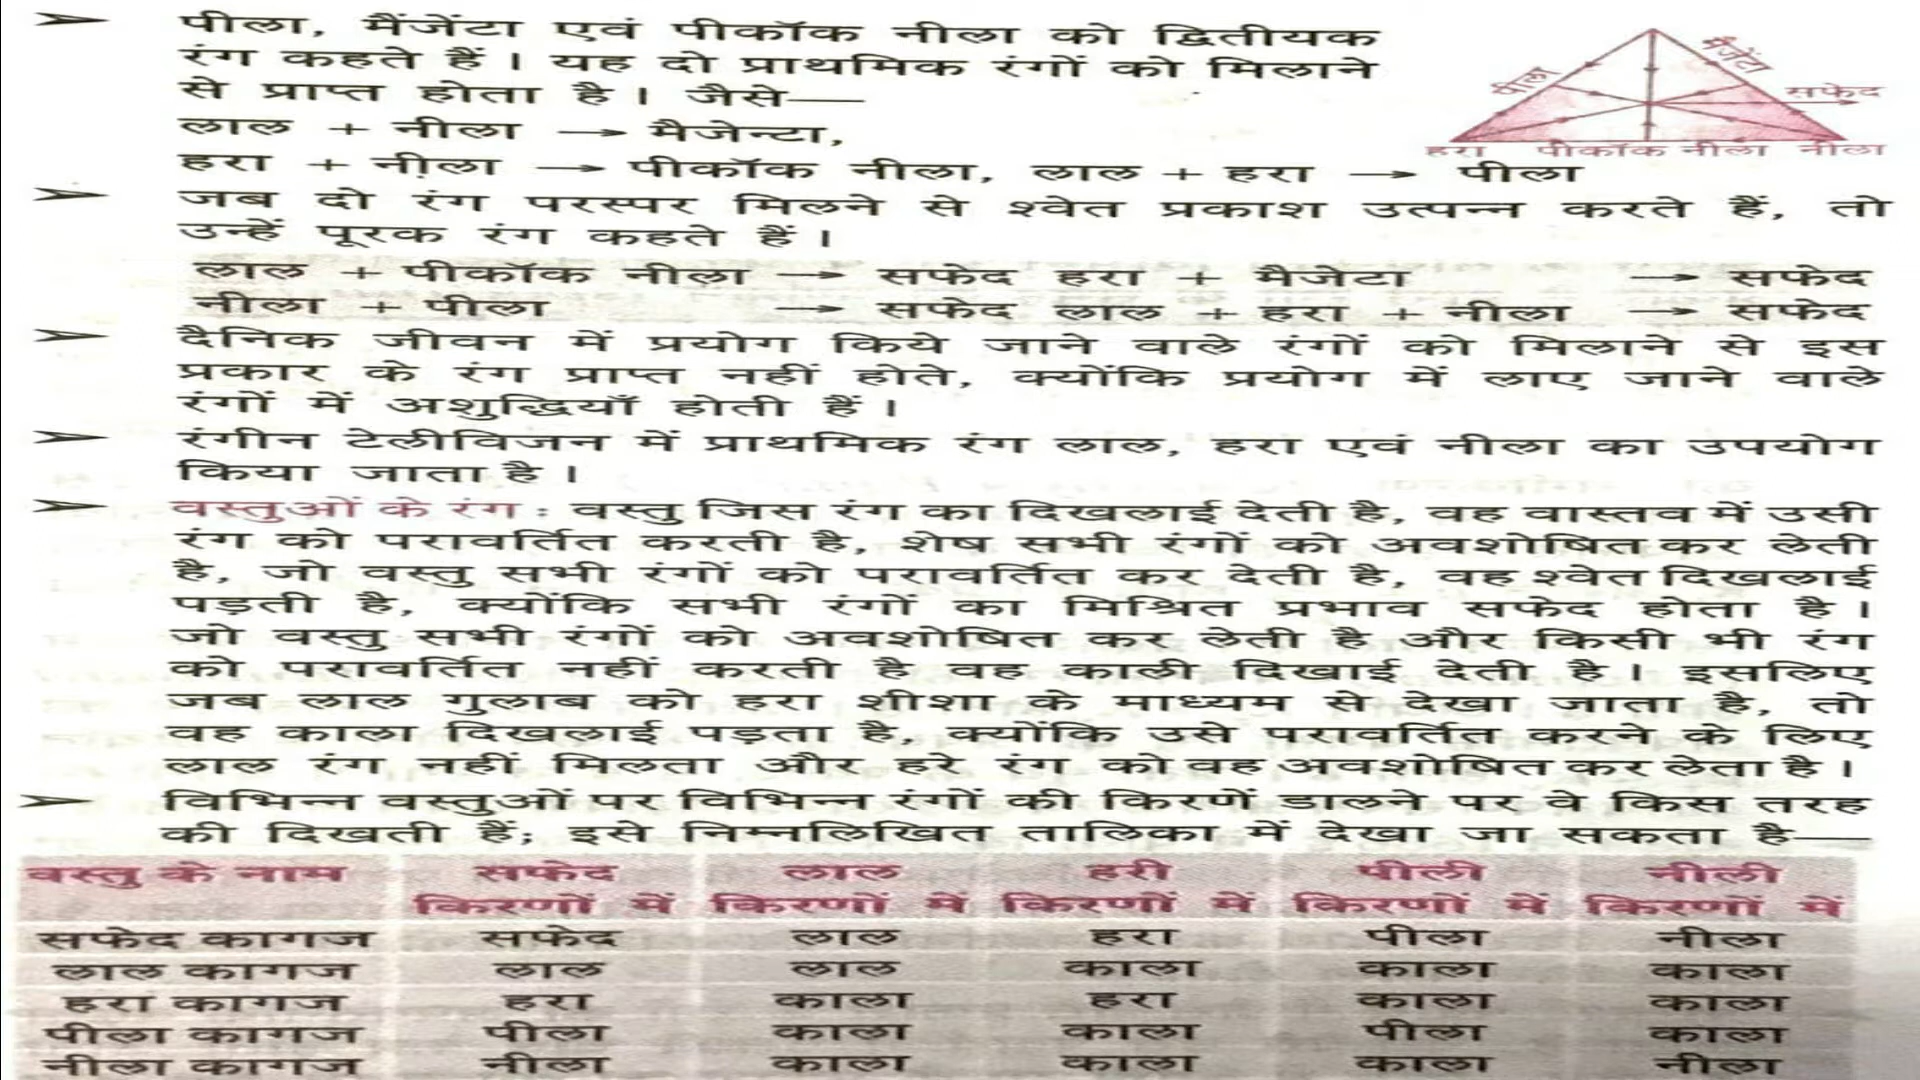 पीला, मैंजेंटा एवं पीकॉक नीला को द्वितीयक
रंग कहते हैं। यह दो प्राथमिक रंगों को मिलाने
से प्राप्त होता है। जैसे—
लाल + नीला → मैजेन्टा,
हरा + नीला → पीकॉक नीला, लाल + हरा → पीला
पीला
मैजेंटा
सफेद
हरा पीकॉक नीला नीला
जब दो रंग परस्पर मिलने से श्वेत प्रकाश उत्पन्न करते हैं, तो
उन्हें पूरक रंग कहते हैं।
लाल + पीकॉक नीला → सफेद हरा + मैजेटा → सफेद
नीला + पीला → सफेद लाल + हरा + नीला → सफेद
दैनिक जीवन में प्रयोग किये जाने वाले रंगों को मिलाने से इस
प्रकार के रंग प्राप्त नहीं होते, क्योंकि प्रयोग में लाए जाने वाले
रंगों में अशुद्धियाँ होती हैं।
रंगीन टेलीविजन में प्राथमिक रंग लाल, हरा एवं नीला का उपयोग
किया जाता है।
वस्तुओं के रंग : वस्तु जिस रंग का दिखलाई देती है, वह वास्तव में उसी
रंग को परावर्तित करती है, शेष सभी रंगों को अवशोषित कर लेती
है, जो वस्तु सभी रंगों को परावर्तित कर देती है, वह श्वेत दिखलाई
पड़ती है, क्योंकि सभी रंगों का मिश्रित प्रभाव सफेद होता है।
जो वस्तु सभी रंगों को अवशोषित कर लेती है और किसी भी रंग
को परावर्तित नहीं करती है वह काली दिखाई देती है। इसलिए
जब लाल गुलाब को हरा शीशा के माध्यम से देखा जाता है, तो
वह काला दिखलाई पड़ता है, क्योंकि उसे परावर्तित करने के लिए
लाल रंग नहीं मिलता और हरे रंग को वह अवशोषित कर लेता है।
विभिन्न वस्तुओं पर विभिन्न रंगों की किरणें डालने पर वे किस तरह
की दिखती हैं; इसे निम्नलिखित तालिका में देखा जा सकता है—
वस्तु के नाम सफेद लाल हरी पीली नीली
किरणों में किरणों में किरणों में किरणों में किरणों में
सफेद कागज सफेद लाल हरा पीला नीला
लाल कागज लाल लाल काला काला काला
हरा कागज हरा काला हरा काला काला
पीला कागज पीला काला काला पीला काला
नीला कागज नीला काला काला काला नीला